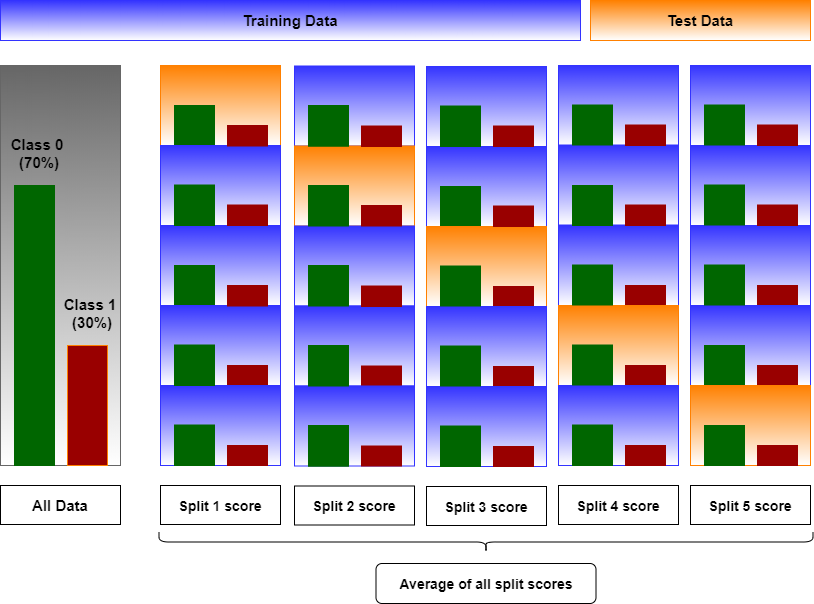 Training Data
Test Data
Class 0
(70%)
Class 1
(30%)
All Data
Split 1 score
Split 2 score
Split 3 score
Split 4 score
Split 5 score
Average of all split scores